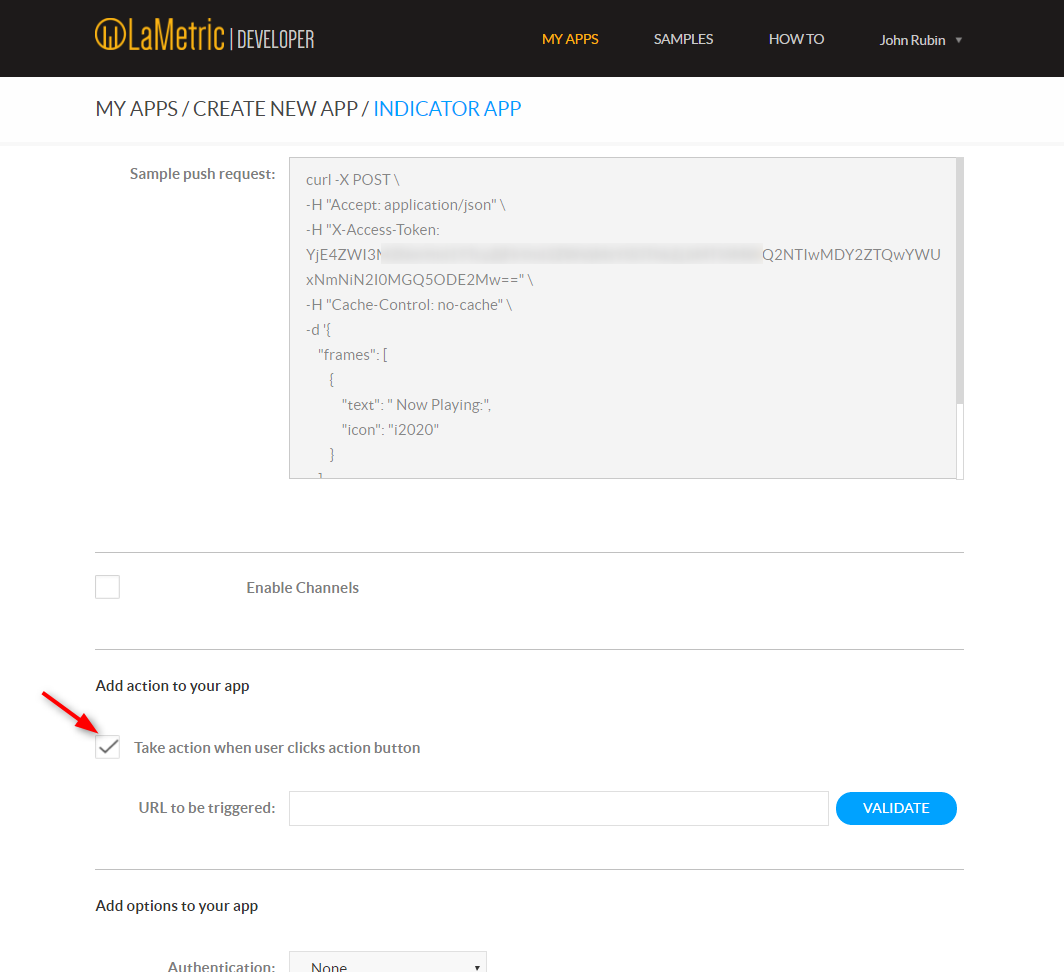 LaMetric | DEVELOPER
MY APPS SAMPLES HOW TO John Rubin
MY APPS / CREATE NEW APP / INDICATOR APP
Sample push request:
curl -X POST \
-H "Accept: application/json" \
-H "X-Access-Token:
YjE4ZWI3 Q2NTIwMDY2ZTQwYWU
xNmNiN2I0MGQ5ODE2Mw==" \
-H "Cache-Control: no-cache" \
-d '{
"frames": [
{
"text": " Now Playing:",
"icon": "i2020"
}
]
Enable Channels
Add action to your app
Take action when user clicks action button
URL to be triggered:
VALIDATE
Add options to your app
Authentication: None